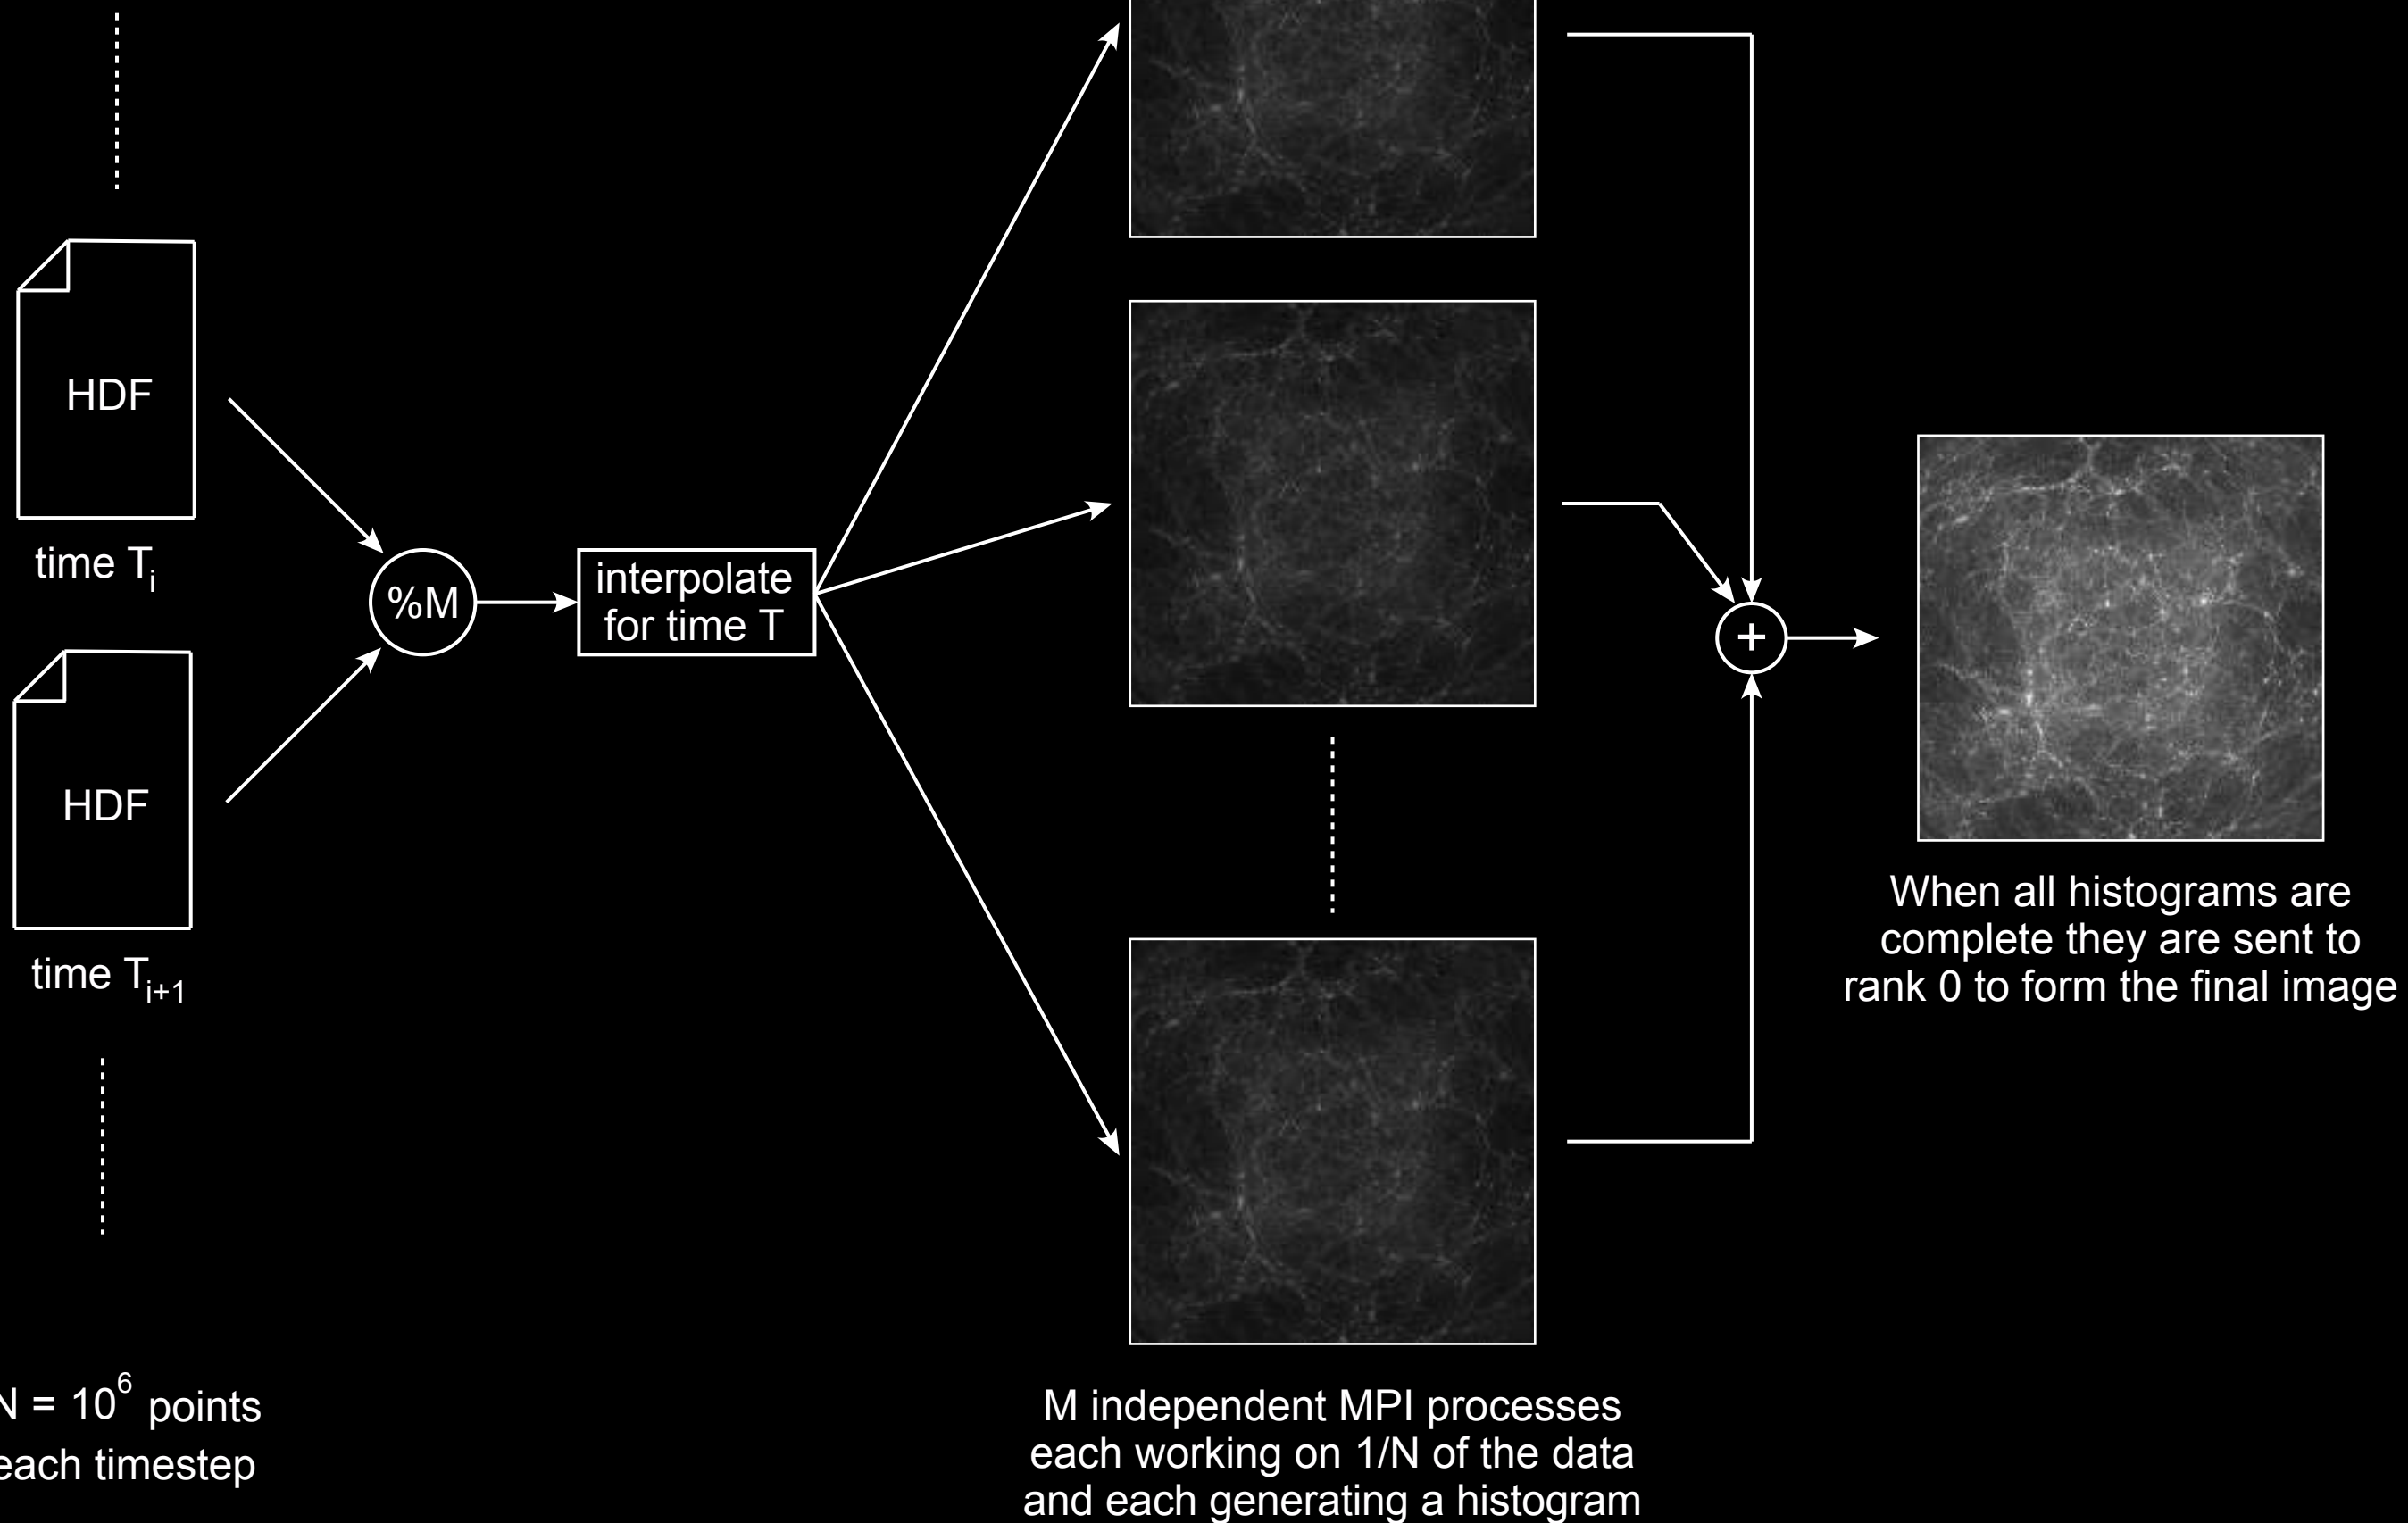 HDF
time Tᵢ
HDF
time Tᵢ₊₁
N = 10⁶ points
each timestep
%M
interpolate
for time T
M independent MPI processes
each working on 1/N of the data
and each generating a histogram
+
When all histograms are
complete they are sent to
rank 0 to form the final image